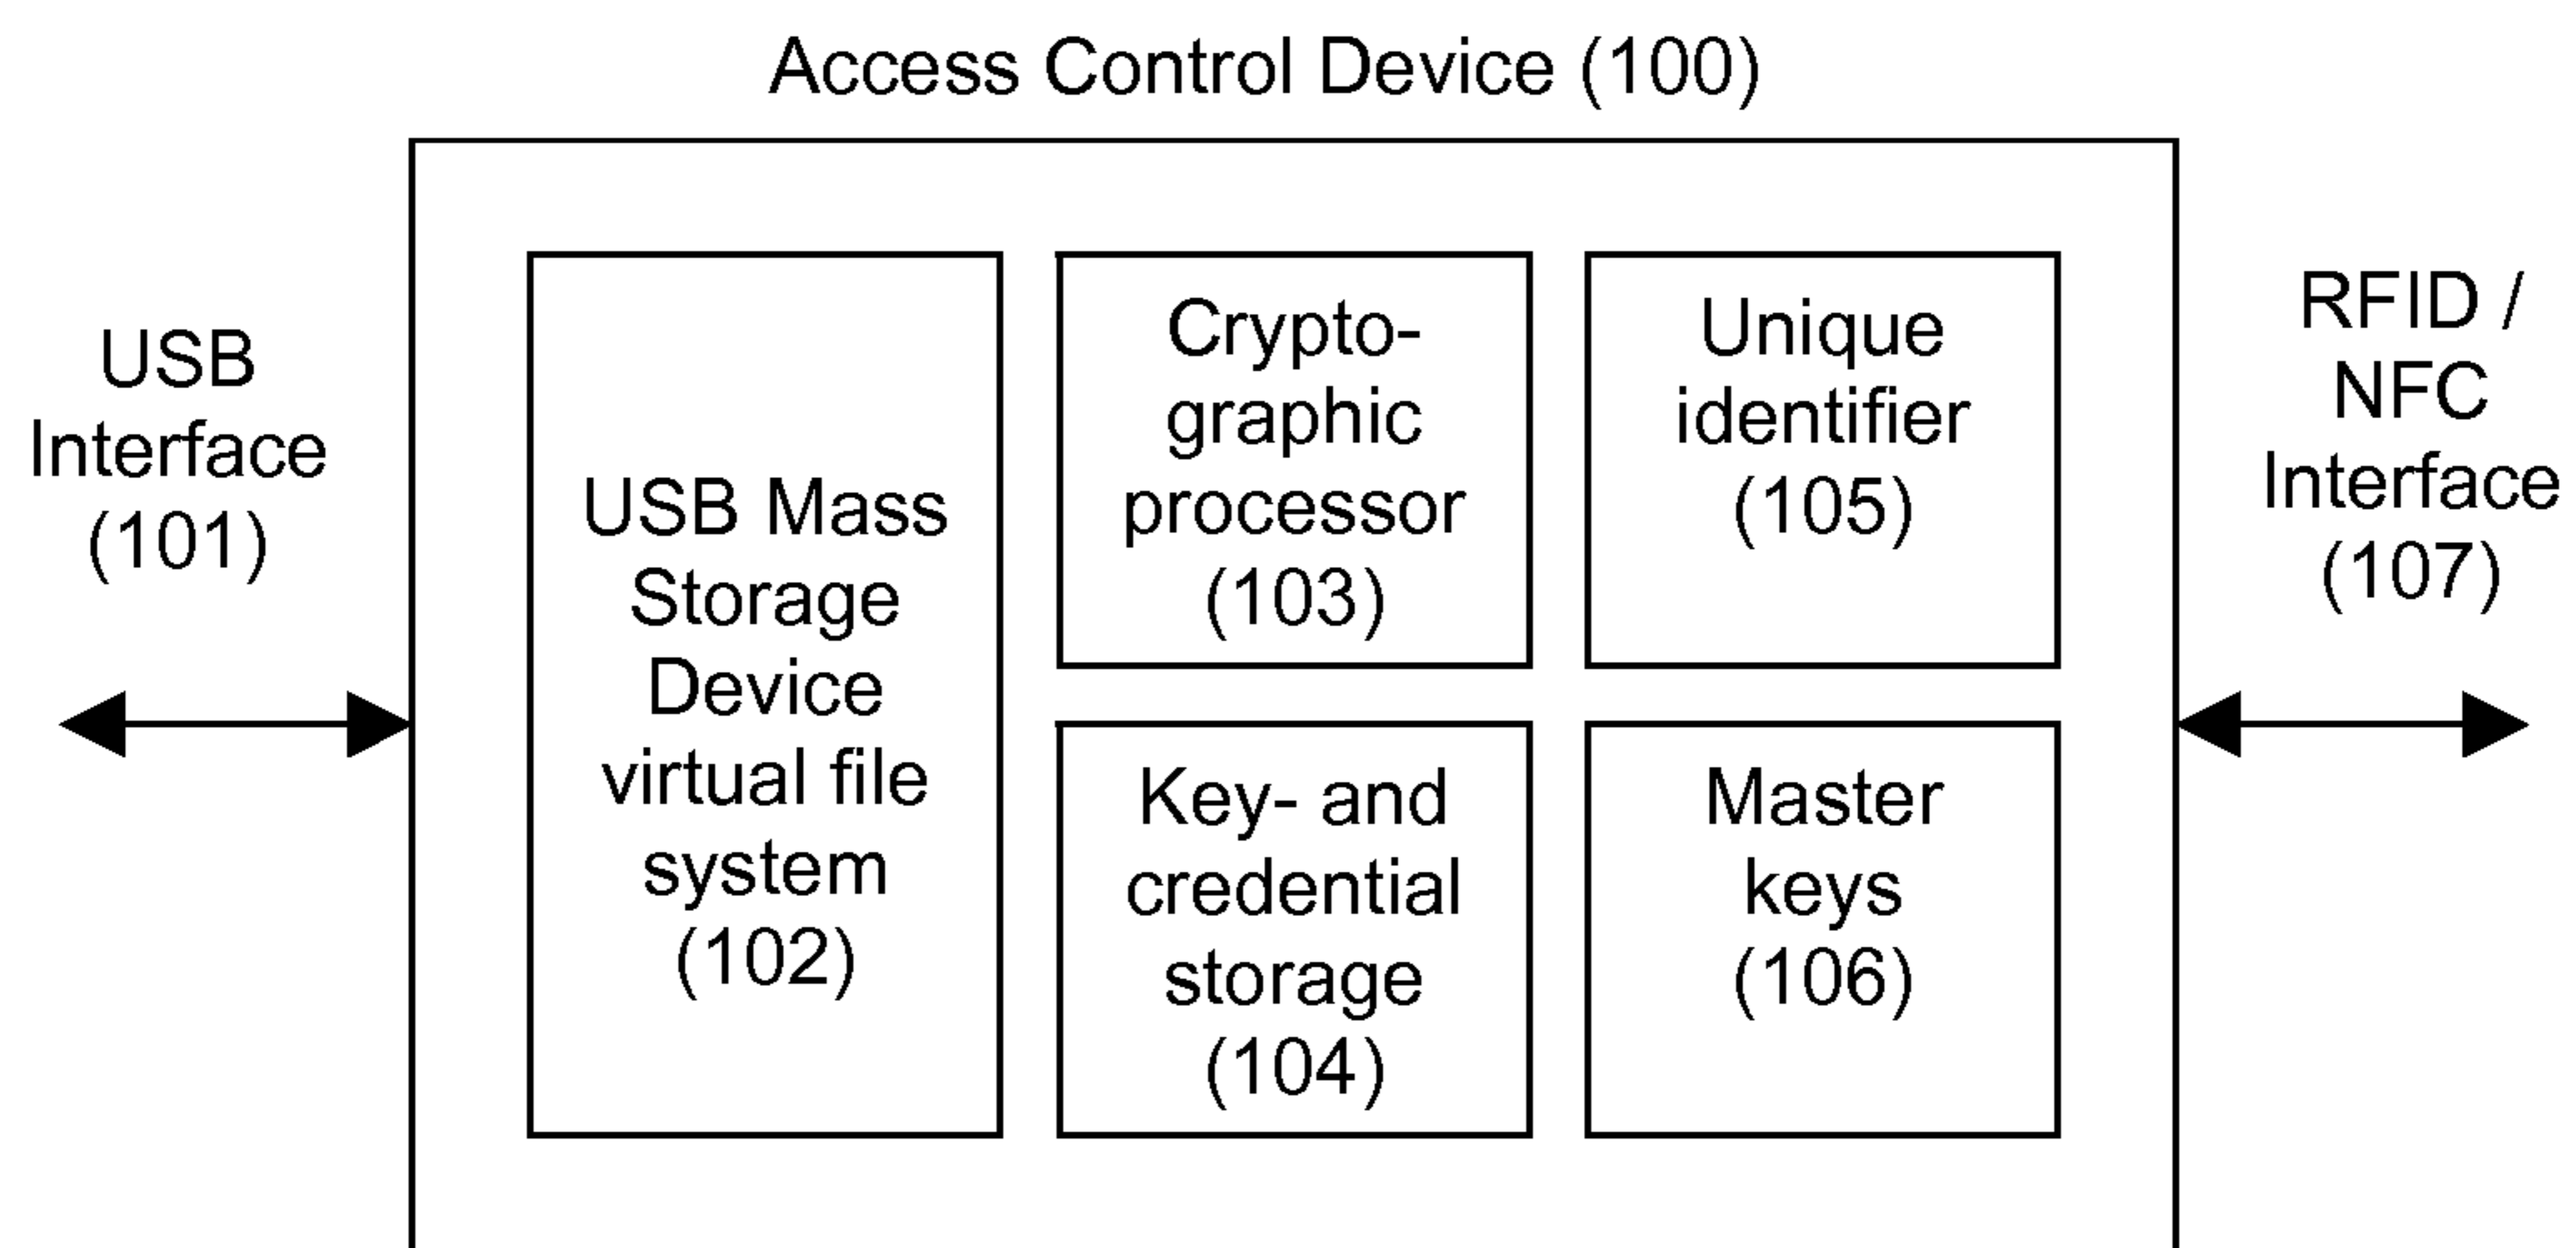 Access Control Device (100)
USB
Interface
(101)
USB Mass
Storage
Device
virtual file
system
(102)
Crypto-
graphic
processor
(103)
Unique
identifier
(105)
Key- and
credential
storage
(104)
Master
keys
(106)
RFID /
NFC
Interface
(107)